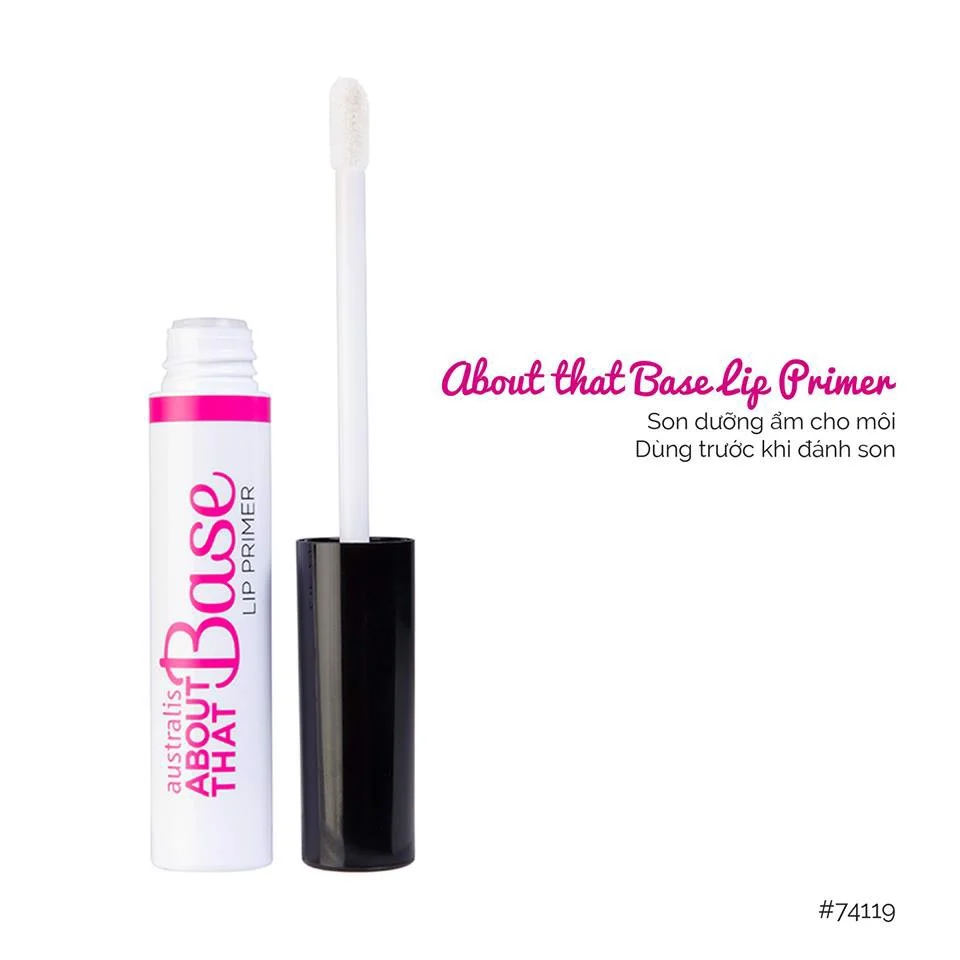 australis
ABOUT
THAT
Base
LIP PRIMER
About that Base Lip Primer
Son dưỡng ẩm cho môi
Dùng trước khi đánh son
#74119